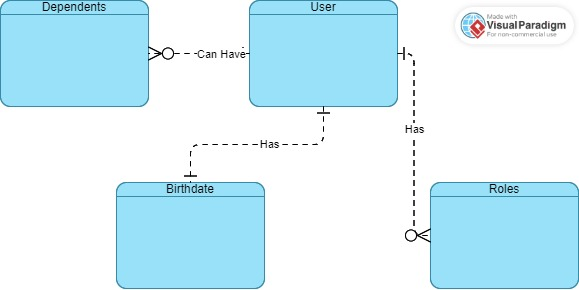 Dependents
User
Made with
Visual Paradigm
For non-commercial use
Can Have
Has
Has
Birthdate
Roles